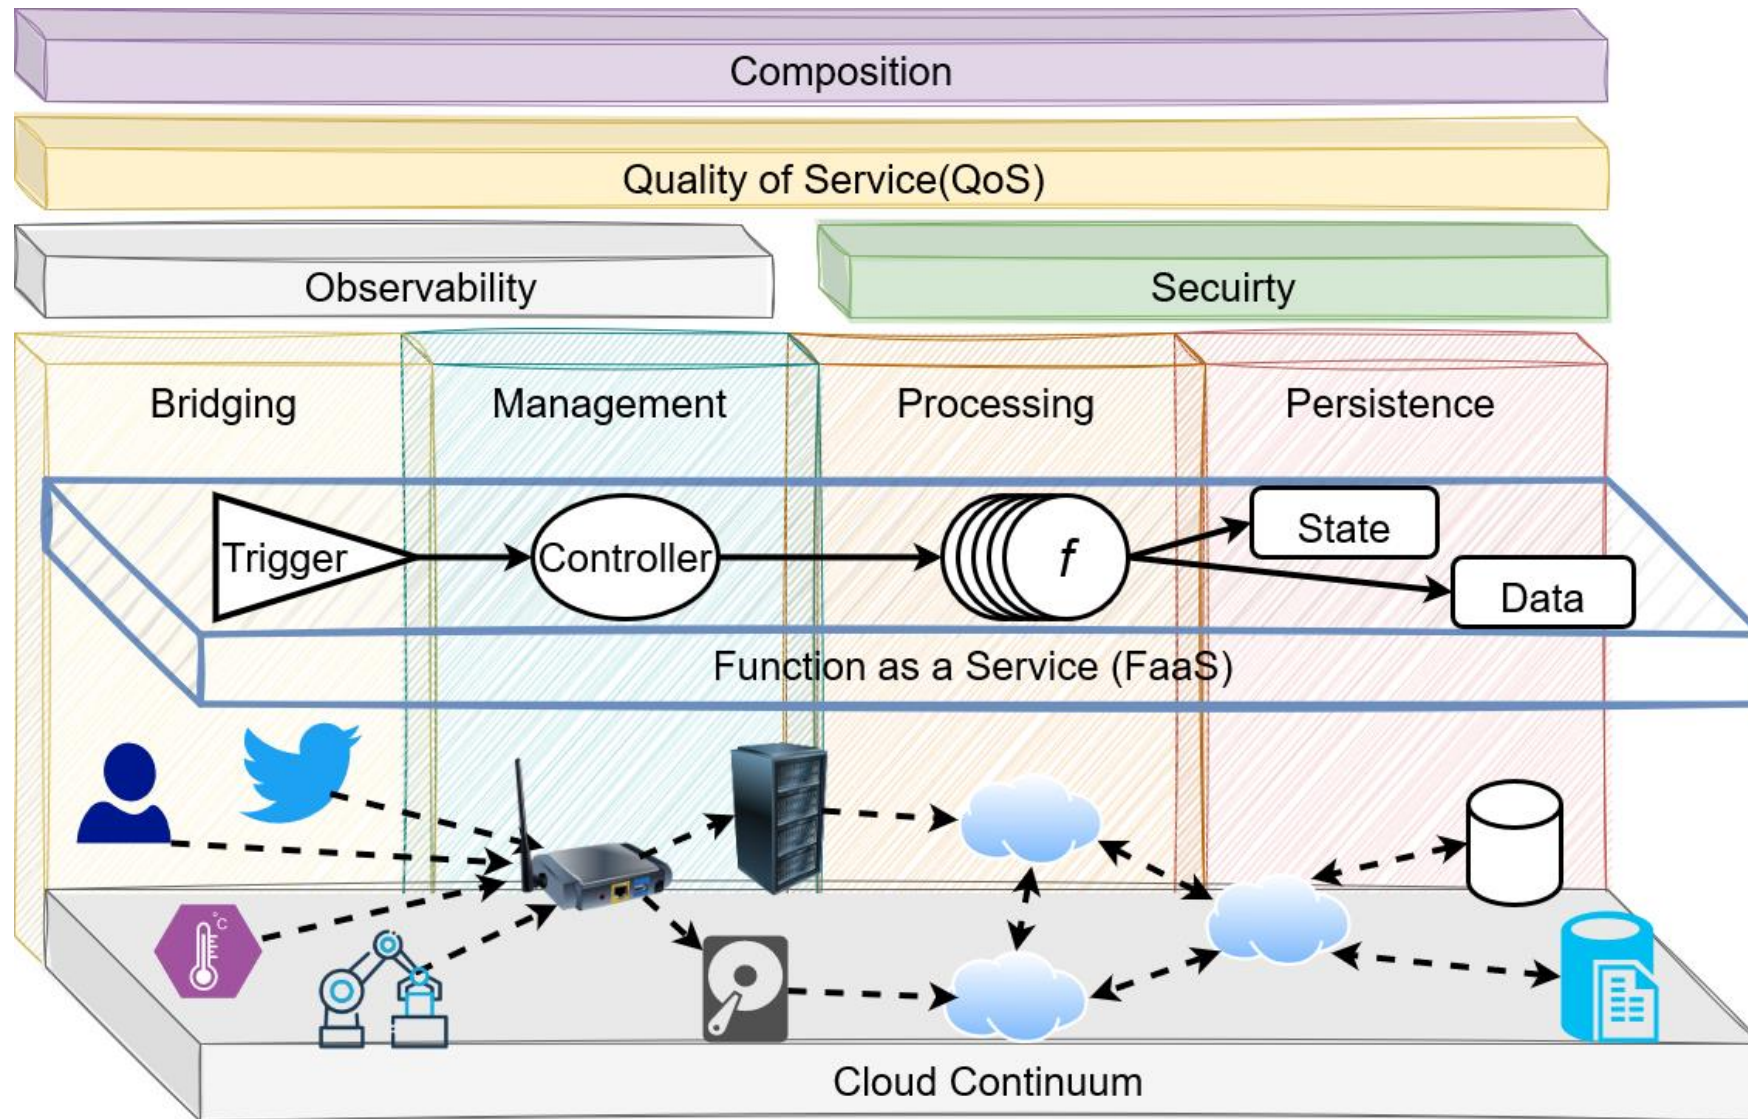 Composition
Quality of Service(QoS)
Observability
Secuirty
Bridging
Management
Processing
Persistence
Trigger
Controller
f
State
Data
Function as a Service (FaaS)
°C
Cloud Continuum